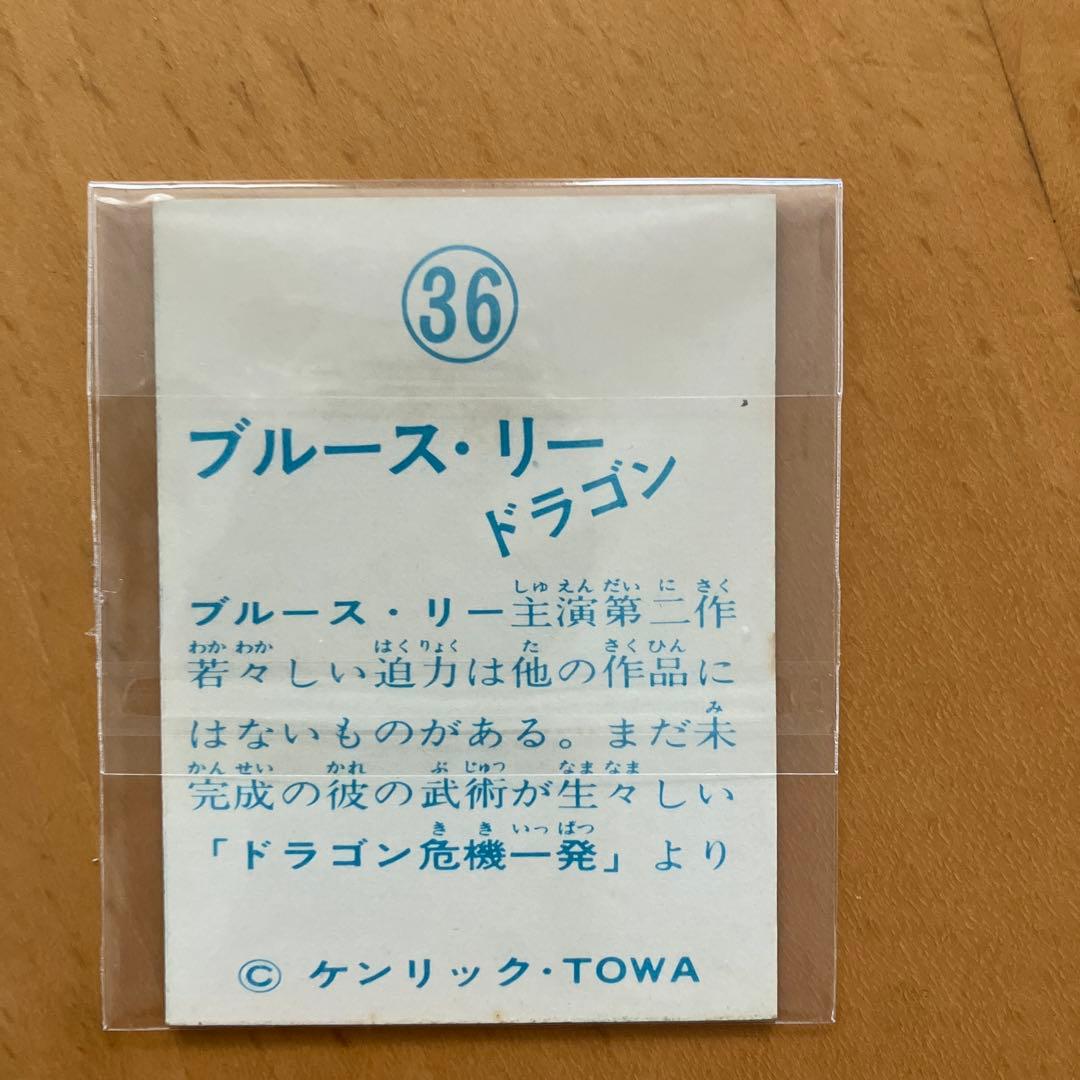 36
ブルース・リー
ドラゴン
ブルース・リー主演第二作
若々しい迫力は他の作品に
はないものがある。まだ未
完成の彼の武術が生々しい
「ドラゴン危機一発」より
© ケンリック・TOWA